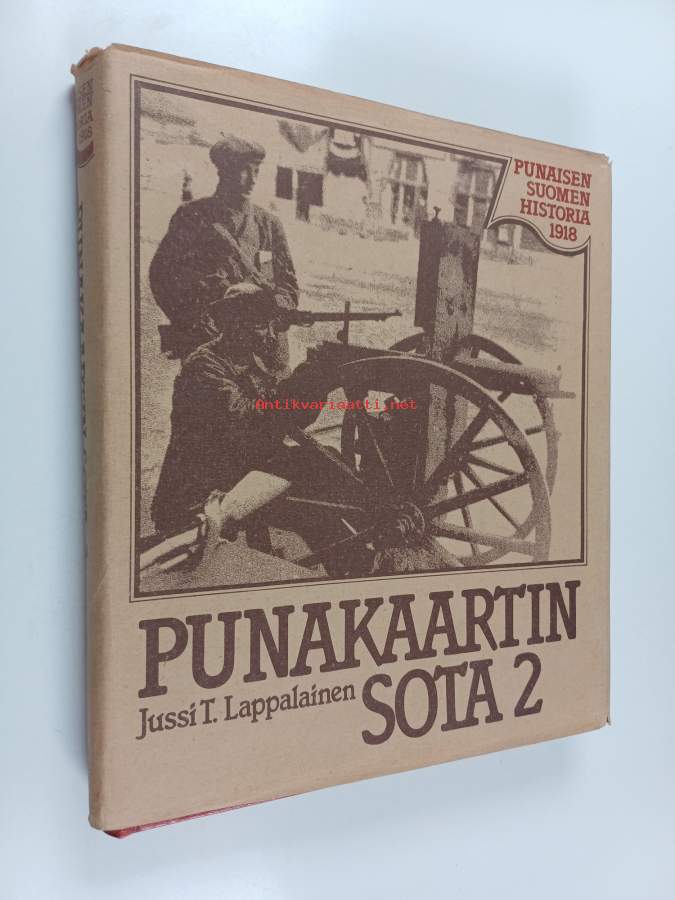 PUNAISEN
SUOMEN
HISTORIA
1918
Antikvariaatti.net
PUNAKAARTIN
SOTA 2
Jussi T. Lappalainen